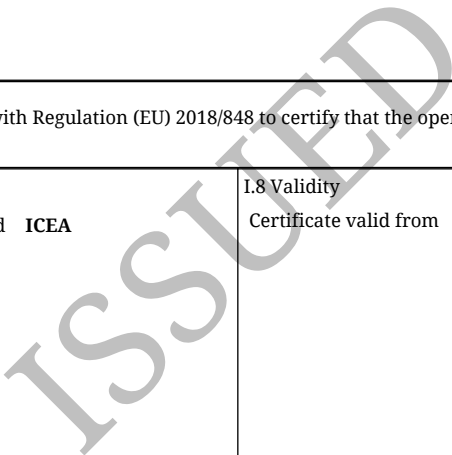 with Regulation (EU) 2018/848 to certify that the oper
I.8 Validity
ICEA
Certificate valid from
ISSUED